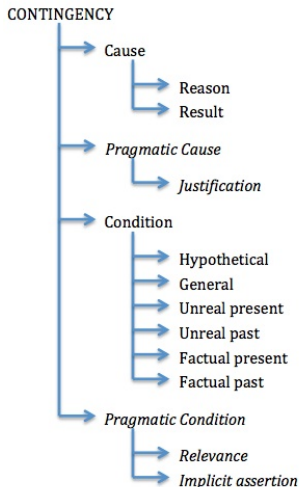 CONTINGENCY
Cause
Reason
Result
Pragmatic Cause
Justification
Condition
Hypothetical
General
Unreal present
Unreal past
Factual present
Factual past
Pragmatic Condition
Relevance
Implicit assertion